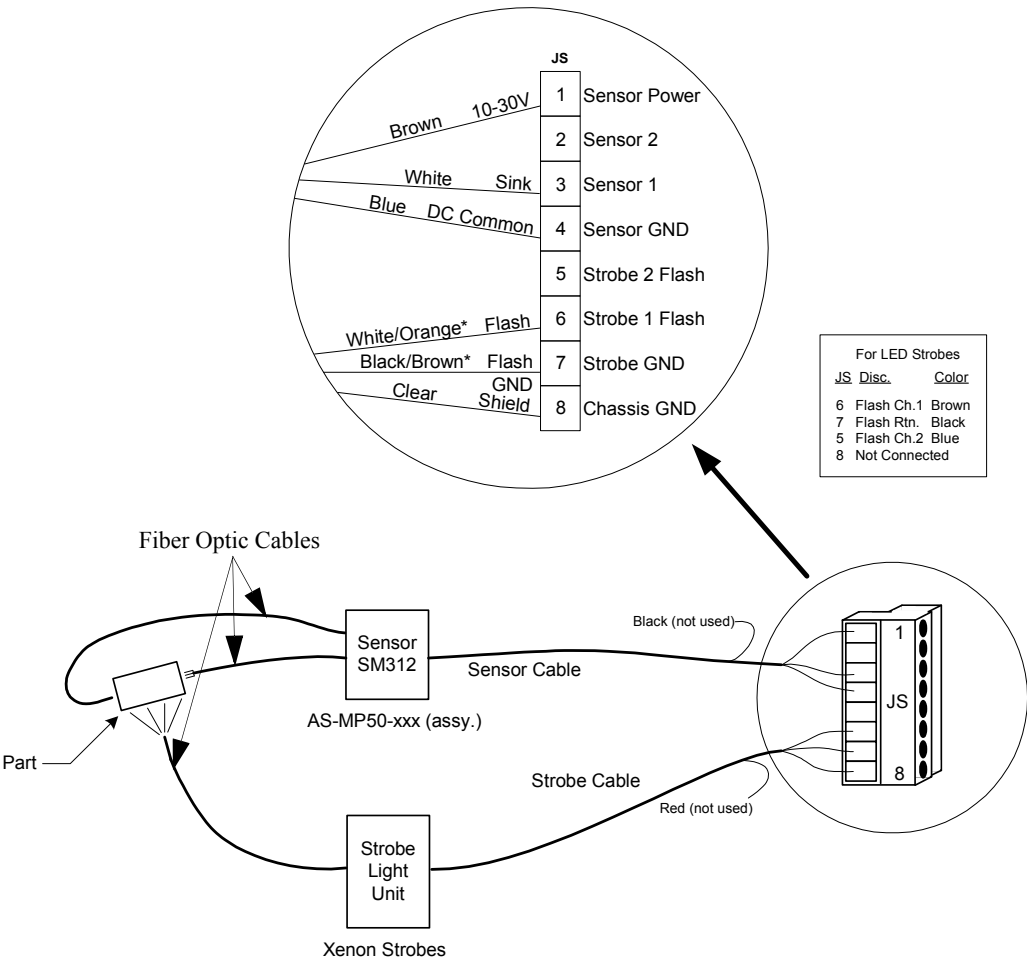 JS
Brown 10-30V 1 Sensor Power
2 Sensor 2
White Sink 3 Sensor 1
Blue DC Common 4 Sensor GND
5 Strobe 2 Flash
White/Orange* Flash 6 Strobe 1 Flash
Black/Brown* Flash GND 7 Strobe GND
Clear Shield 8 Chassis GND
For LED Strobes
JS Disc. Color
6 Flash Ch.1 Brown
7 Flash Rtn. Black
5 Flash Ch.2 Blue
8 Not Connected
Fiber Optic Cables
Sensor
SM312
AS-MP50-xxx (assy.)
Sensor Cable
Black (not used)
1
JS
8
Part
Strobe Cable
Red (not used)
Strobe
Light
Unit
Xenon Strobes